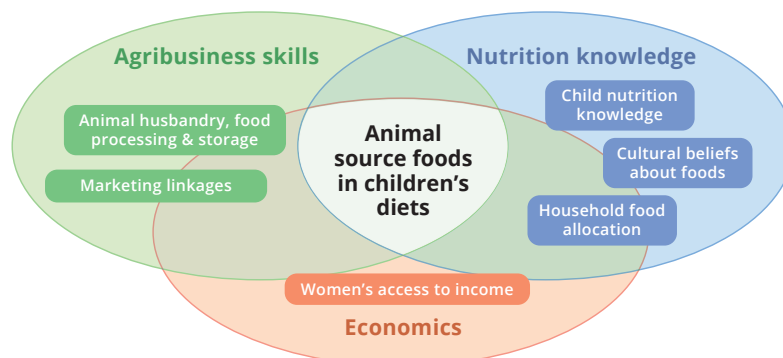 Agribusiness skills
Nutrition knowledge
Animal husbandry, food
processing & storage
Marketing linkages
Animal
source foods
in children’s
diets
Child nutrition
knowledge
Cultural beliefs
about foods
Household food
allocation
Women’s access to income
Economics